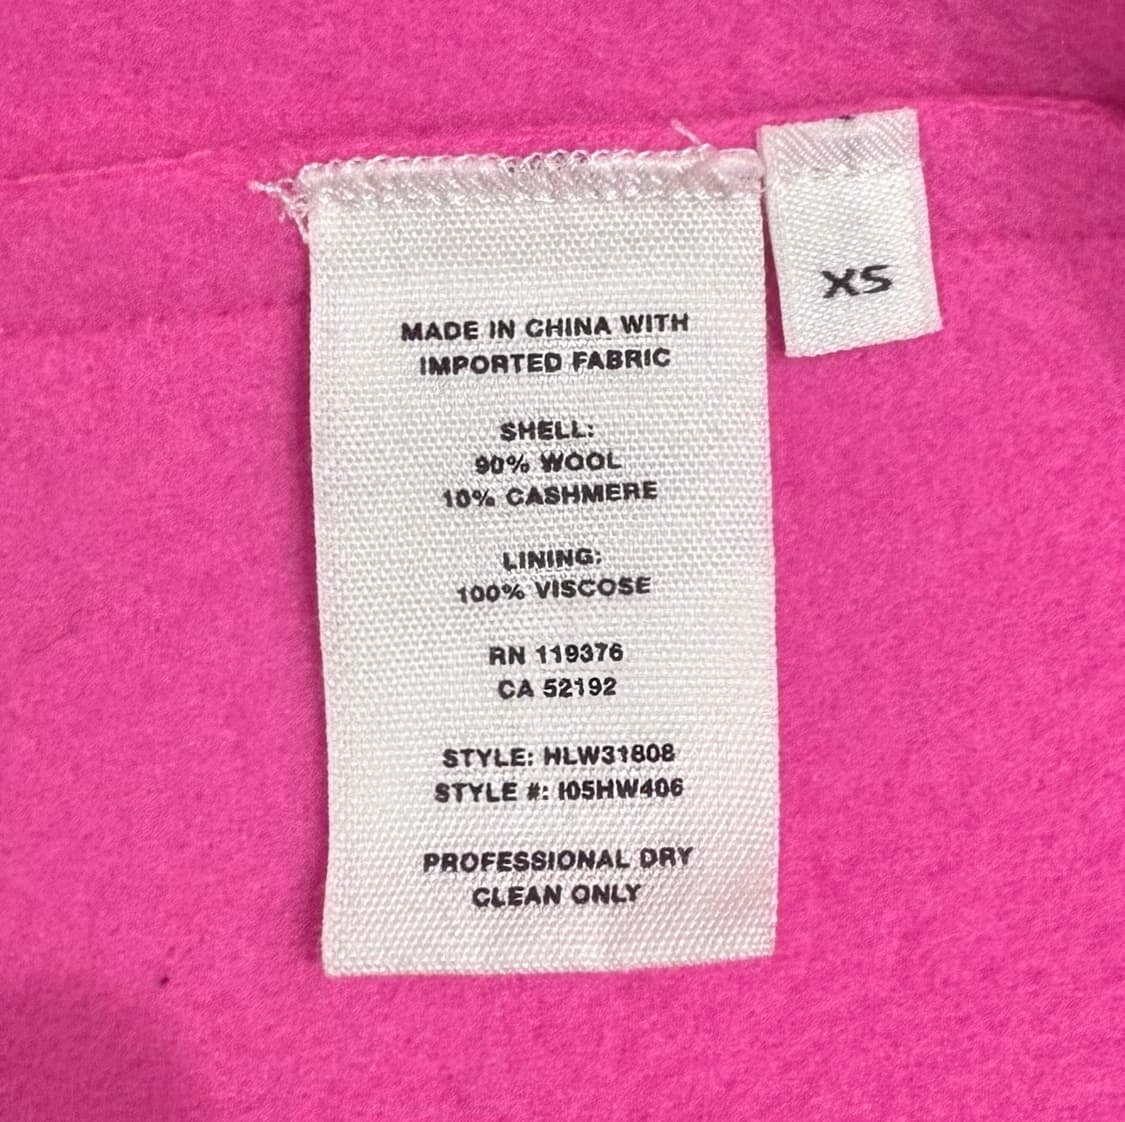 MADE IN CHINA WITH
IMPORTED FABRIC
SHELL:
90% WOOL
10% CASHMERE
LINING:
100% VISCOSE
RN 119376
CA 52192
STYLE: HLW31808
STYLE #: I05HW406
PROFESSIONAL DRY
CLEAN ONLY
XS